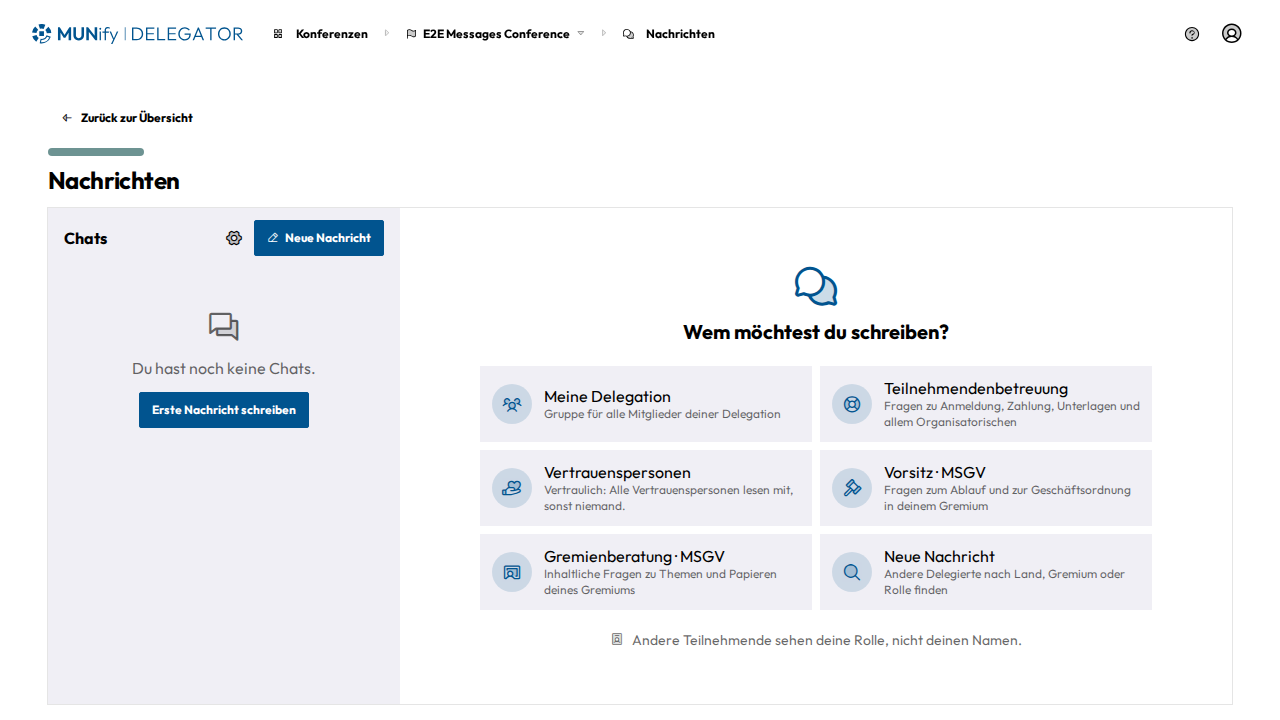 MUNify | DELEGATOR
Konferenzen
E2E Messages Conference
Nachrichten
Zurück zur Übersicht
Nachrichten
Chats
Neue Nachricht
Du hast noch keine Chats.
Erste Nachricht schreiben
Wem möchtest du schreiben?
Meine Delegation
Gruppe für alle Mitglieder deiner Delegation
Teilnehmendenbetreuung
Fragen zu Anmeldung, Zahlung, Unterlagen und
allem Organisatorischen
Vertrauenspersonen
Vertraulich: Alle Vertrauenspersonen lesen mit,
sonst niemand.
Vorsitz · MSGV
Fragen zum Ablauf und zur Geschäftsordnung
in deinem Gremium
Gremienberatung · MSGV
Inhaltliche Fragen zu Themen und Papieren
deines Gremiums
Neue Nachricht
Andere Delegierte nach Land, Gremium oder
Rolle finden
Andere Teilnehmende sehen deine Rolle, nicht deinen Namen.